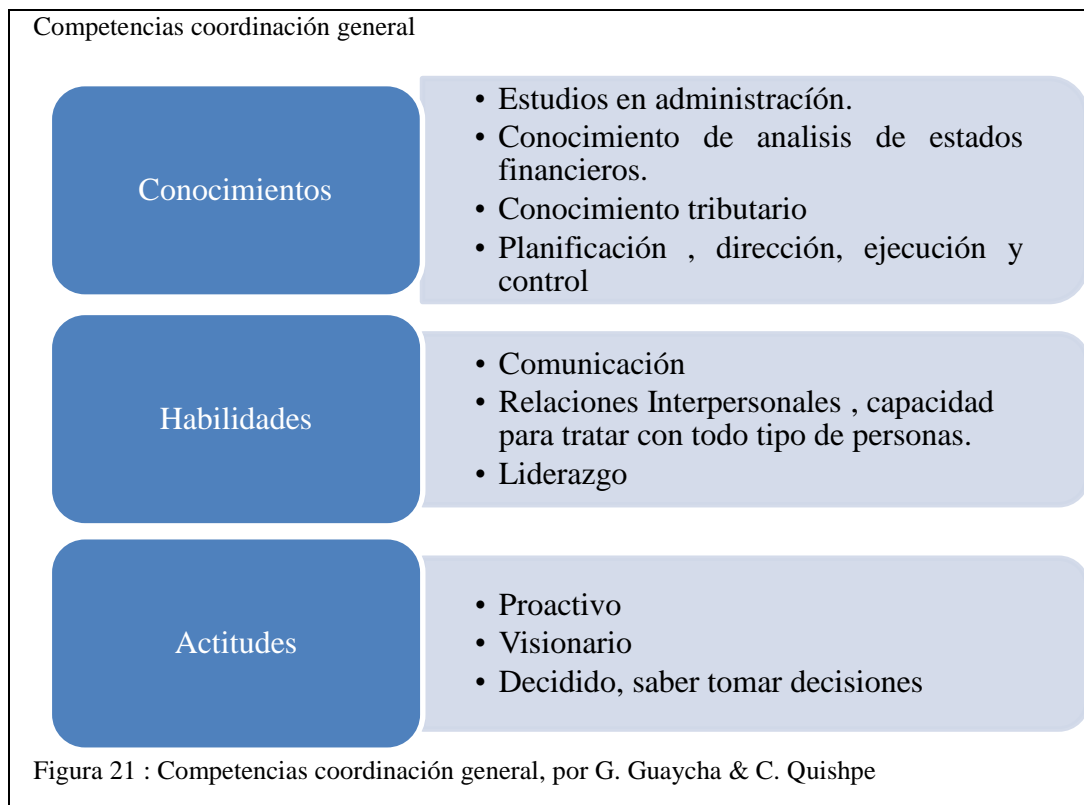 Competencias coordinación general
Conocimientos
• Estudios en administracíón.
• Conocimiento de analisis de estados
financieros.
• Conocimiento tributario
• Planificación , dirección, ejecución y
control
Habilidades
• Comunicación
• Relaciones Interpersonales , capacidad
para tratar con todo tipo de personas.
• Liderazgo
Actitudes
• Proactivo
• Visionario
• Decidido, saber tomar decisiones
Figura 21 : Competencias coordinación general, por G. Guaycha & C. Quishpe